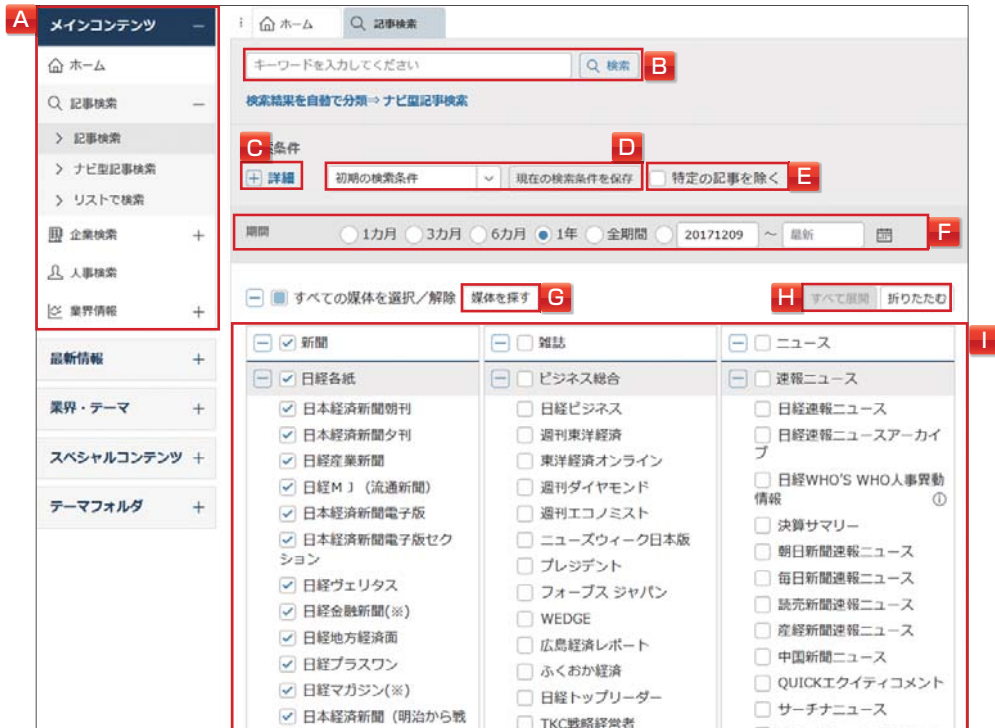 A
メインコンテンツ −
ホーム
記事検索 −
> 記事検索
> ナビ型記事検索
> リストで検索
企業検索 +
人事検索
業界情報 +
最新情報 +
業界・テーマ +
スペシャルコンテンツ +
テーマフォルダ +
ホーム
記事検索
キーワードを入力してください
検索
B
検索結果を自動で分類⇒ ナビ型記事検索
C
索条件
D
+ 詳細
初期の検索条件
現在の検索条件を保存
特定の記事を除く
E
期間
1カ月 3カ月 6カ月 1年 全期間 20171209 ～ 最新
F
すべての媒体を選択／解除
媒体を探す
G
H
すべて展開
折りたたむ
I
新聞
日経各紙
日本経済新聞朝刊
日本経済新聞夕刊
日経産業新聞
日経ＭＪ（流通新聞）
日本経済新聞電子版
日本経済新聞電子版セク
ション
日経ヴェリタス
日経金融新聞(※)
日経地方経済面
日経プラスワン
日経マガジン(※)
日本経済新聞（明治から戦
雑誌
ビジネス総合
日経ビジネス
週刊東洋経済
東洋経済オンライン
週刊ダイヤモンド
週刊エコノミスト
ニューズウィーク日本版
プレジデント
フォーブス ジャパン
WEDGE
広島経済レポート
ふくおか経済
日経トップリーダー
TKC戦略経営者
ニュース
速報ニュース
日経速報ニュース
日経速報ニュースアーカイ
ブ
日経WHO'S WHO人事異動
情報
決算サマリー
朝日新聞速報ニュース
毎日新聞速報ニュース
読売新聞速報ニュース
産経新聞速報ニュース
中国新聞ニュース
QUICKエクイティコメント
サーチナニュース